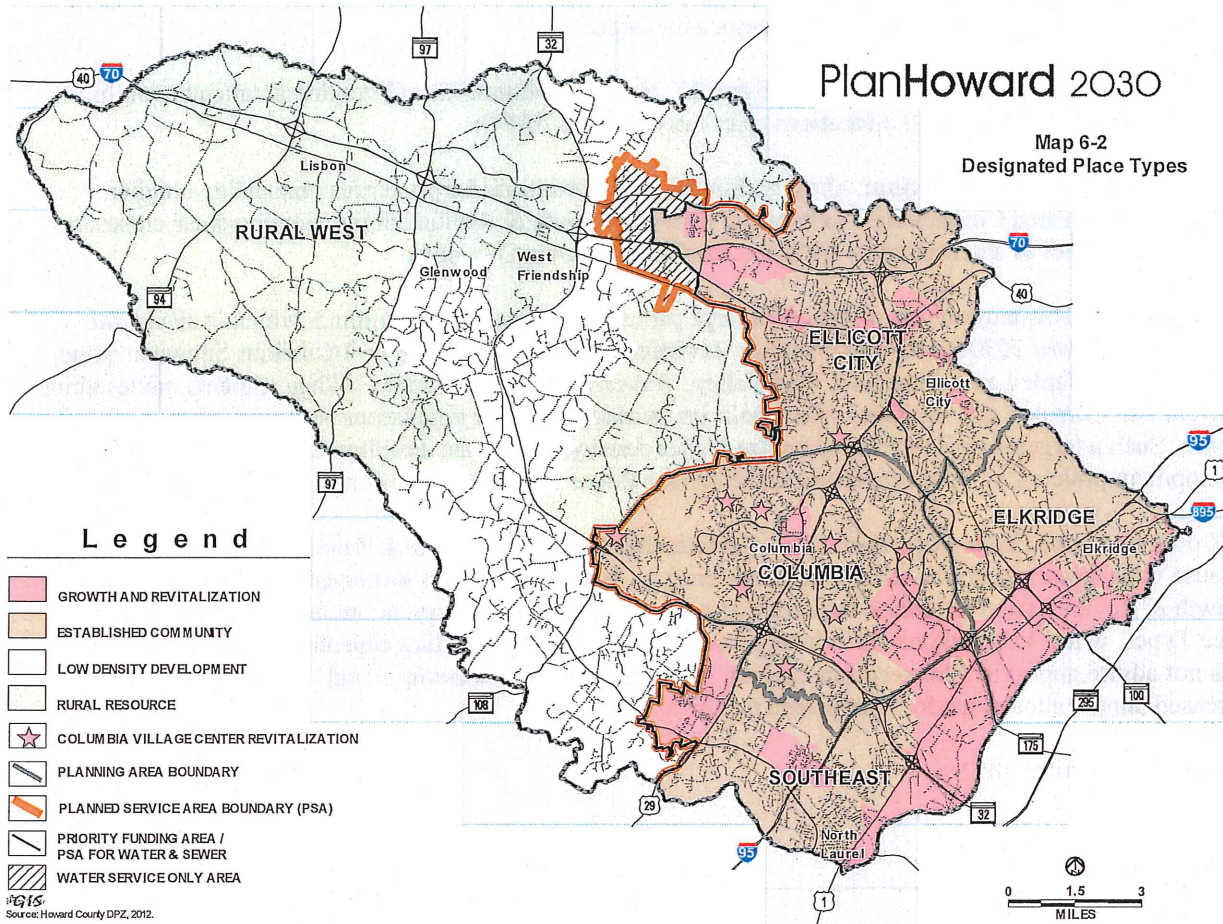 PlanHoward 2030
Map 6-2
Designated Place Types
97
32
40
70
Lisbon
RURAL WEST
Glenwood
West
Friendship
94
70
40
ELLICOTT
CITY
Ellicott
City
95
1
97
895
ELKRIDGE
Elkridge
Columbia
COLUMBIA
108
295
100
175
SOUTHEAST
29
32
North
Laurel
95
1
Legend
GROWTH AND REVITALIZATION
ESTABLISHED COMMUNITY
LOW DENSITY DEVELOPMENT
RURAL RESOURCE
COLUMBIA VILLAGE CENTER REVITALIZATION
PLANNING AREA BOUNDARY
PLANNED SERVICE AREA BOUNDARY (PSA)
PRIORITY FUNDING AREA /
PSA FOR WATER & SEWER
WATER SERVICE ONLY AREA
GIS
Source: Howard County DPZ, 2012.
0 1.5 3
MILES